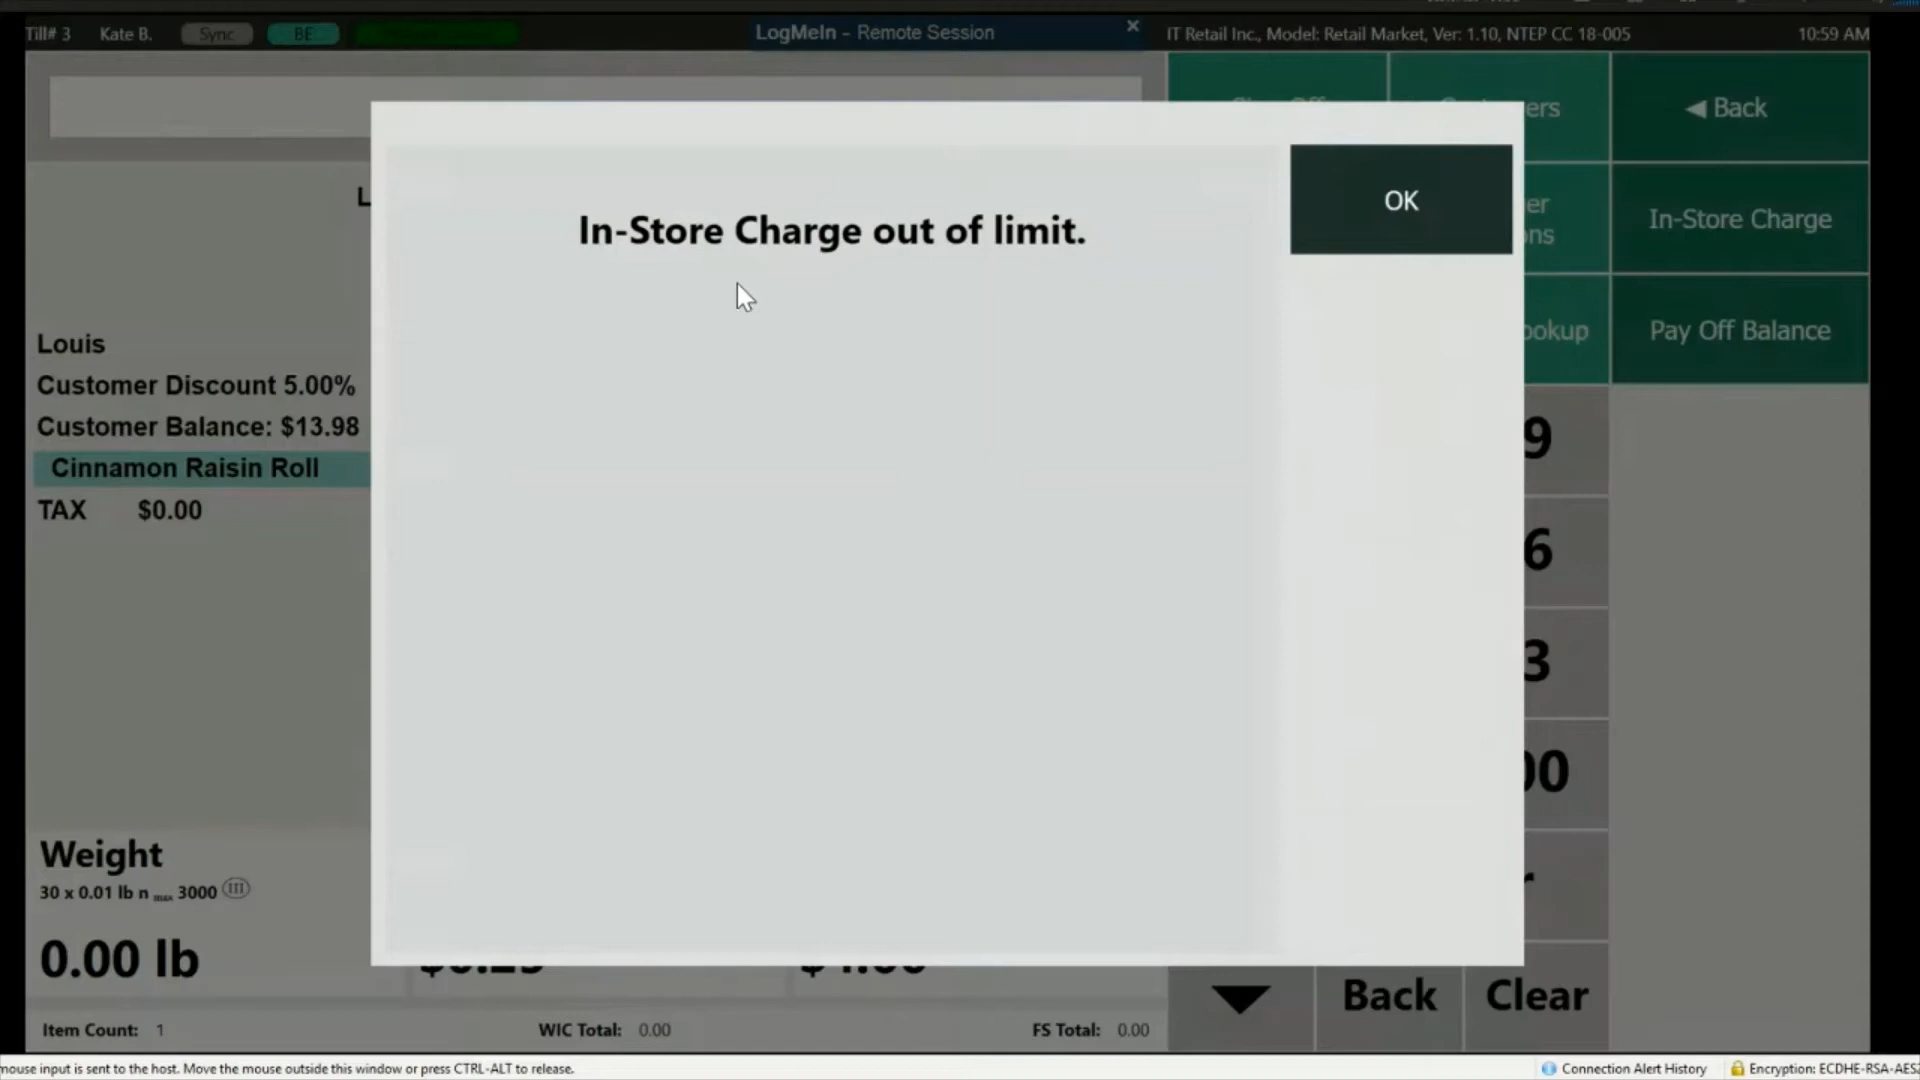 Till# 3 Kate B. Sync BE LogMeIn - Remote Session × IT Retail Inc., Model: Retail Market, Ver: 1.10, NTEP CC 18-005 10:59 AM
◀ Back
In-Store Charge out of limit.
OK
In-Store Charge
Pay Off Balance
Louis
Customer Discount 5.00%
Customer Balance: $13.98
Cinnamon Raisin Roll
TAX $0.00
9
6
3
Weight
30 x 0.01 lb n max 3000 III
0.00 lb
Back Clear
Item Count: 1 WIC Total: 0.00 FS Total: 0.00
mouse input is sent to the host. Move the mouse outside this window or press CTRL-ALT to release. Connection Alert History Encryption: ECDHE-RSA-AES2